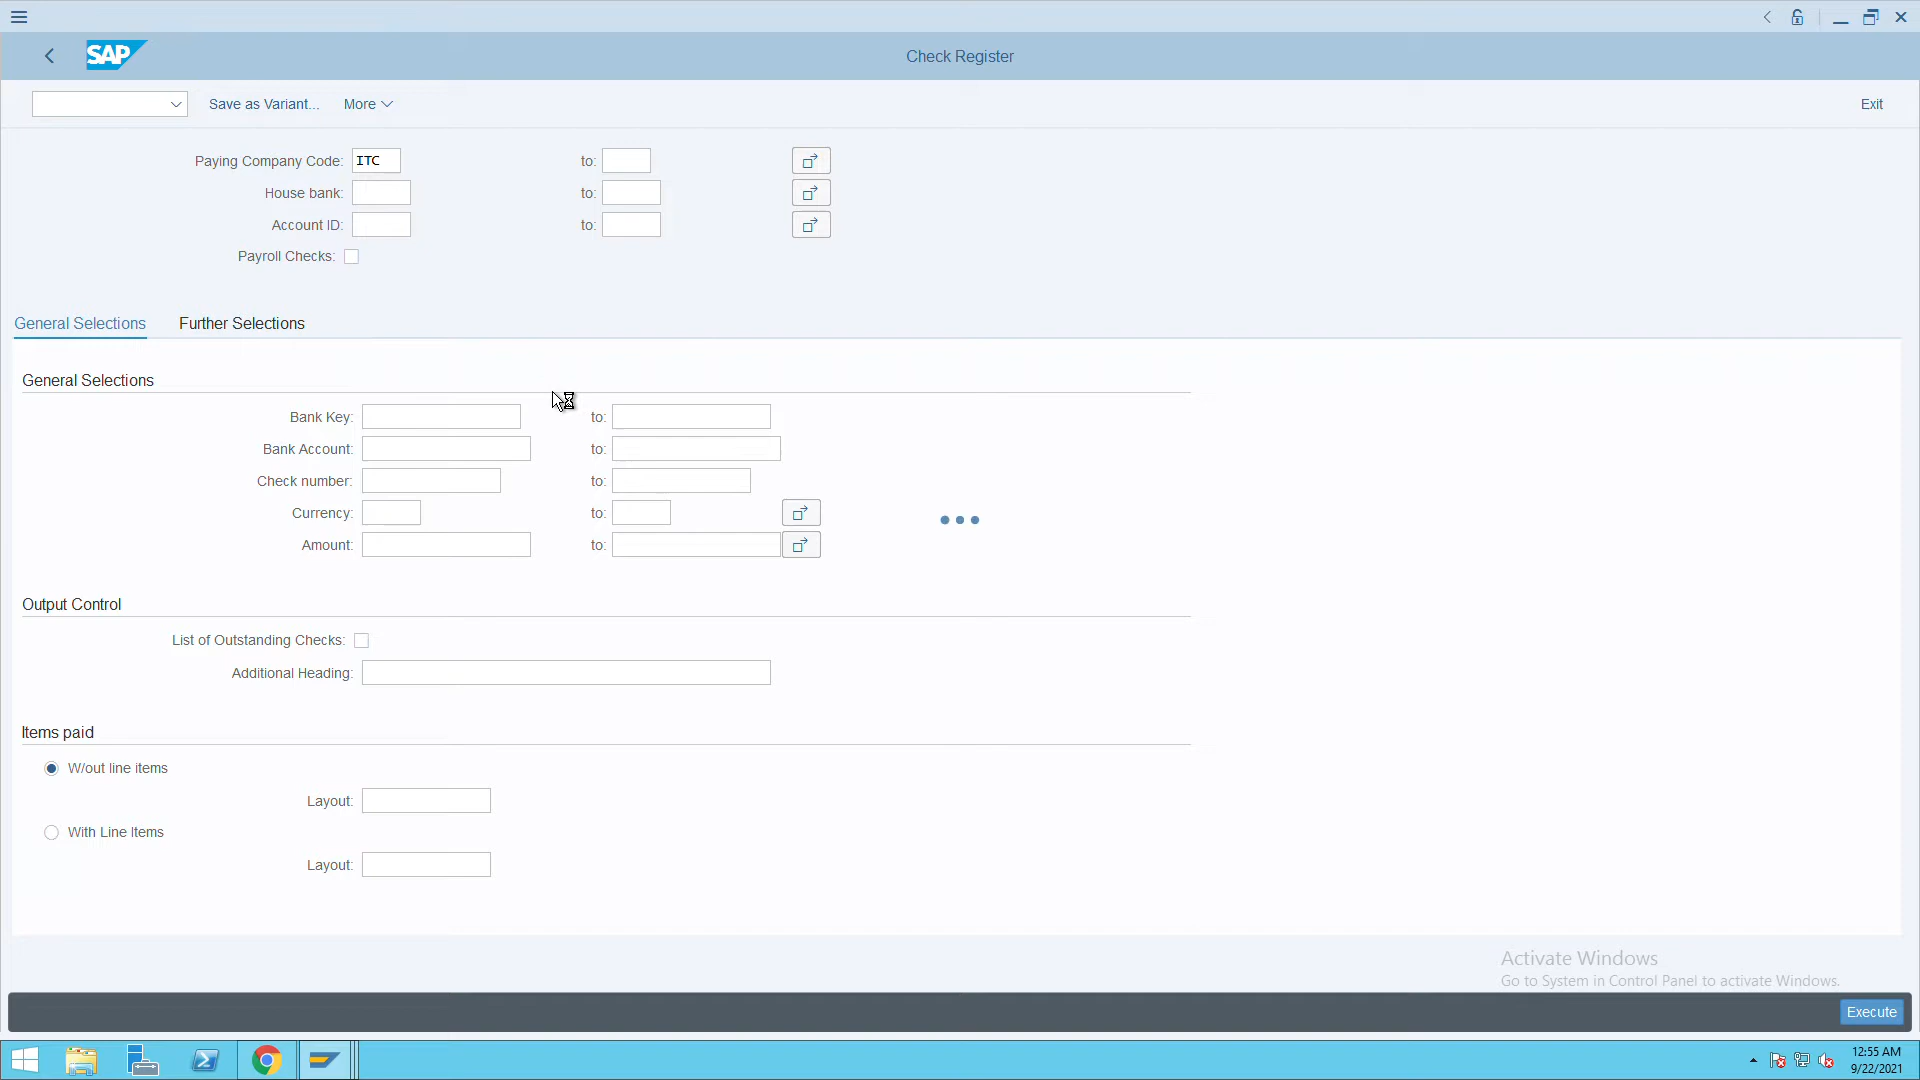 SAP
Check Register
Save as Variant...
More
Exit
Paying Company Code: ITC to:
House bank: to:
Account ID: to:
Payroll Checks:
General Selections
Further Selections
General Selections
Bank Key: to:
Bank Account: to:
Check number: to:
Currency: to:
Amount: to:
Output Control
List of Outstanding Checks:
Additional Heading:
Items paid
W/out line items
Layout:
With Line Items
Layout:
Activate Windows
Go to System in Control Panel to activate Windows.
Execute
12:55 AM
9/22/2021